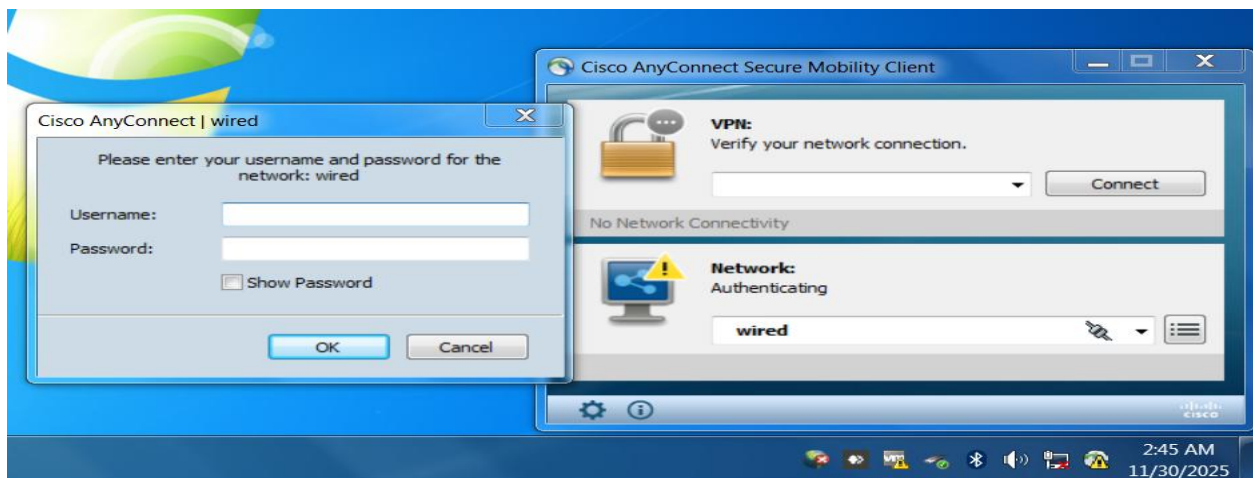 Cisco AnyConnect | wired
Please enter your username and password for the
network: wired
Username:
Password:
Show Password
OK
Cancel
Cisco AnyConnect Secure Mobility Client
VPN:
Verify your network connection.
Connect
No Network Connectivity
Network:
Authenticating
wired
cisco
2:45 AM
11/30/2025